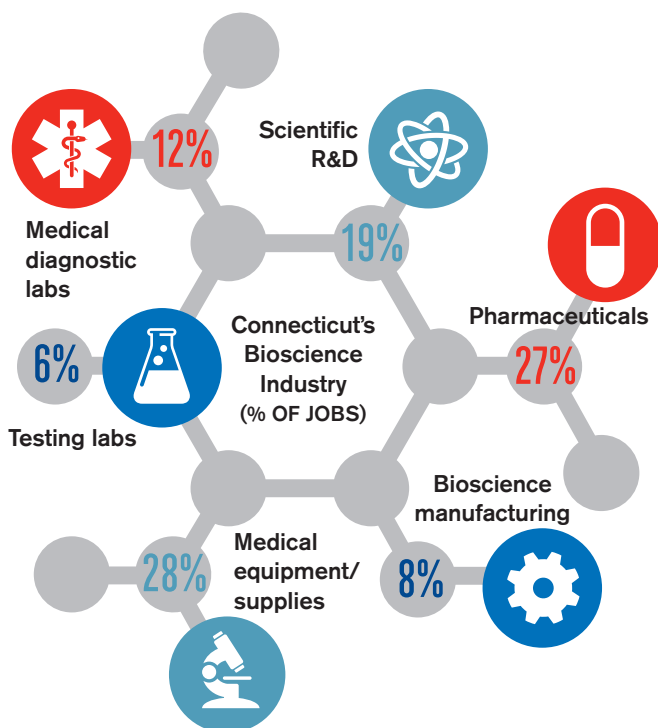 12%
Medical
diagnostic
labs
Scientific
R&D
19%
Pharmaceuticals
27%
Connecticut's
Bioscience
Industry
(% OF JOBS)
6%
Testing labs
28%
Medical
equipment/
supplies
Bioscience
manufacturing
8%